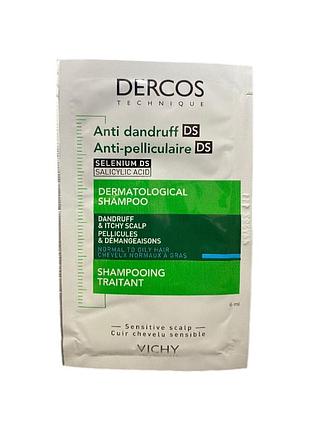 DERCOS
TECHNIQUE
Anti dandruff DS
Anti-pelliculaire DS
SELENIUM DS
SALICYLIC ACID
DERMATOLOGICAL
SHAMPOO
DANDRUFF
& ITCHY SCALP
PELLICULES
& DÉMANGEAISONS
NORMAL TO OILY HAIR
CHEVEUX NORMAUX À GRAS
SHAMPOOING
TRAITANT
6 ml
Sensitive scalp
Cuir chevelu sensible
VICHY